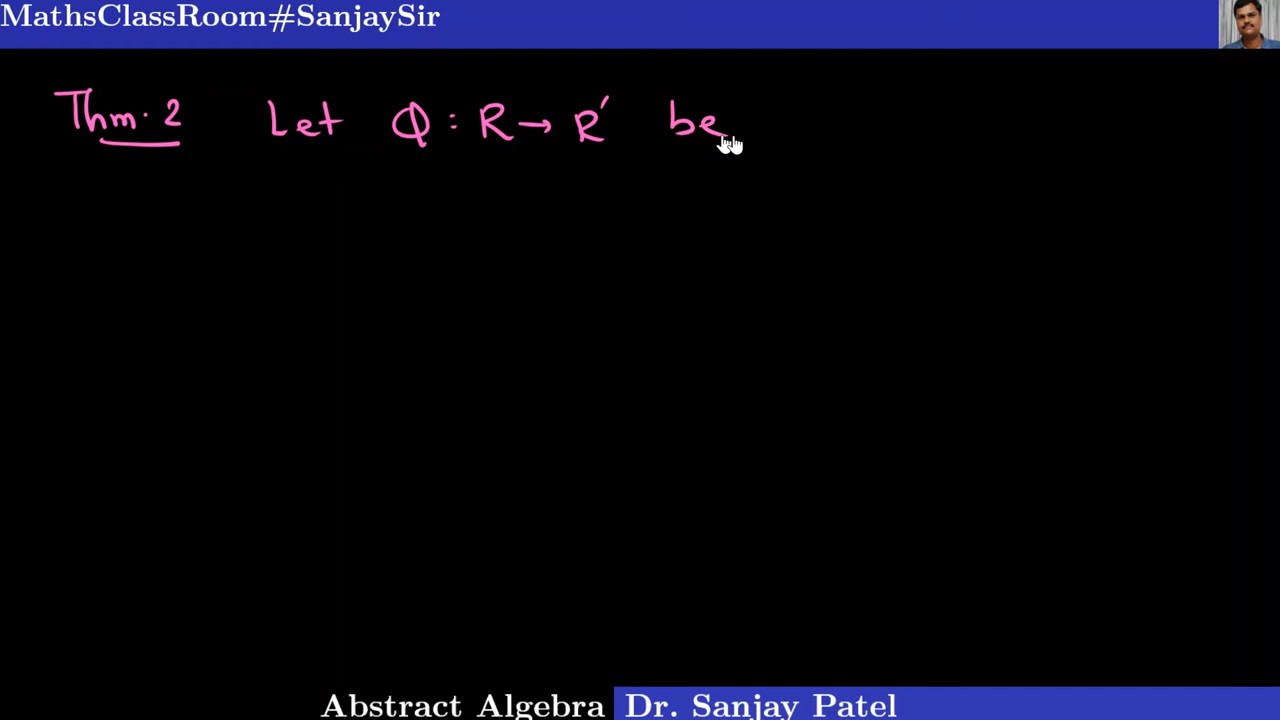 MathsClassRoom#SanjaySir
Thm. 2 Let Φ : R → R′ be
Abstract Algebra Dr. Sanjay Patel